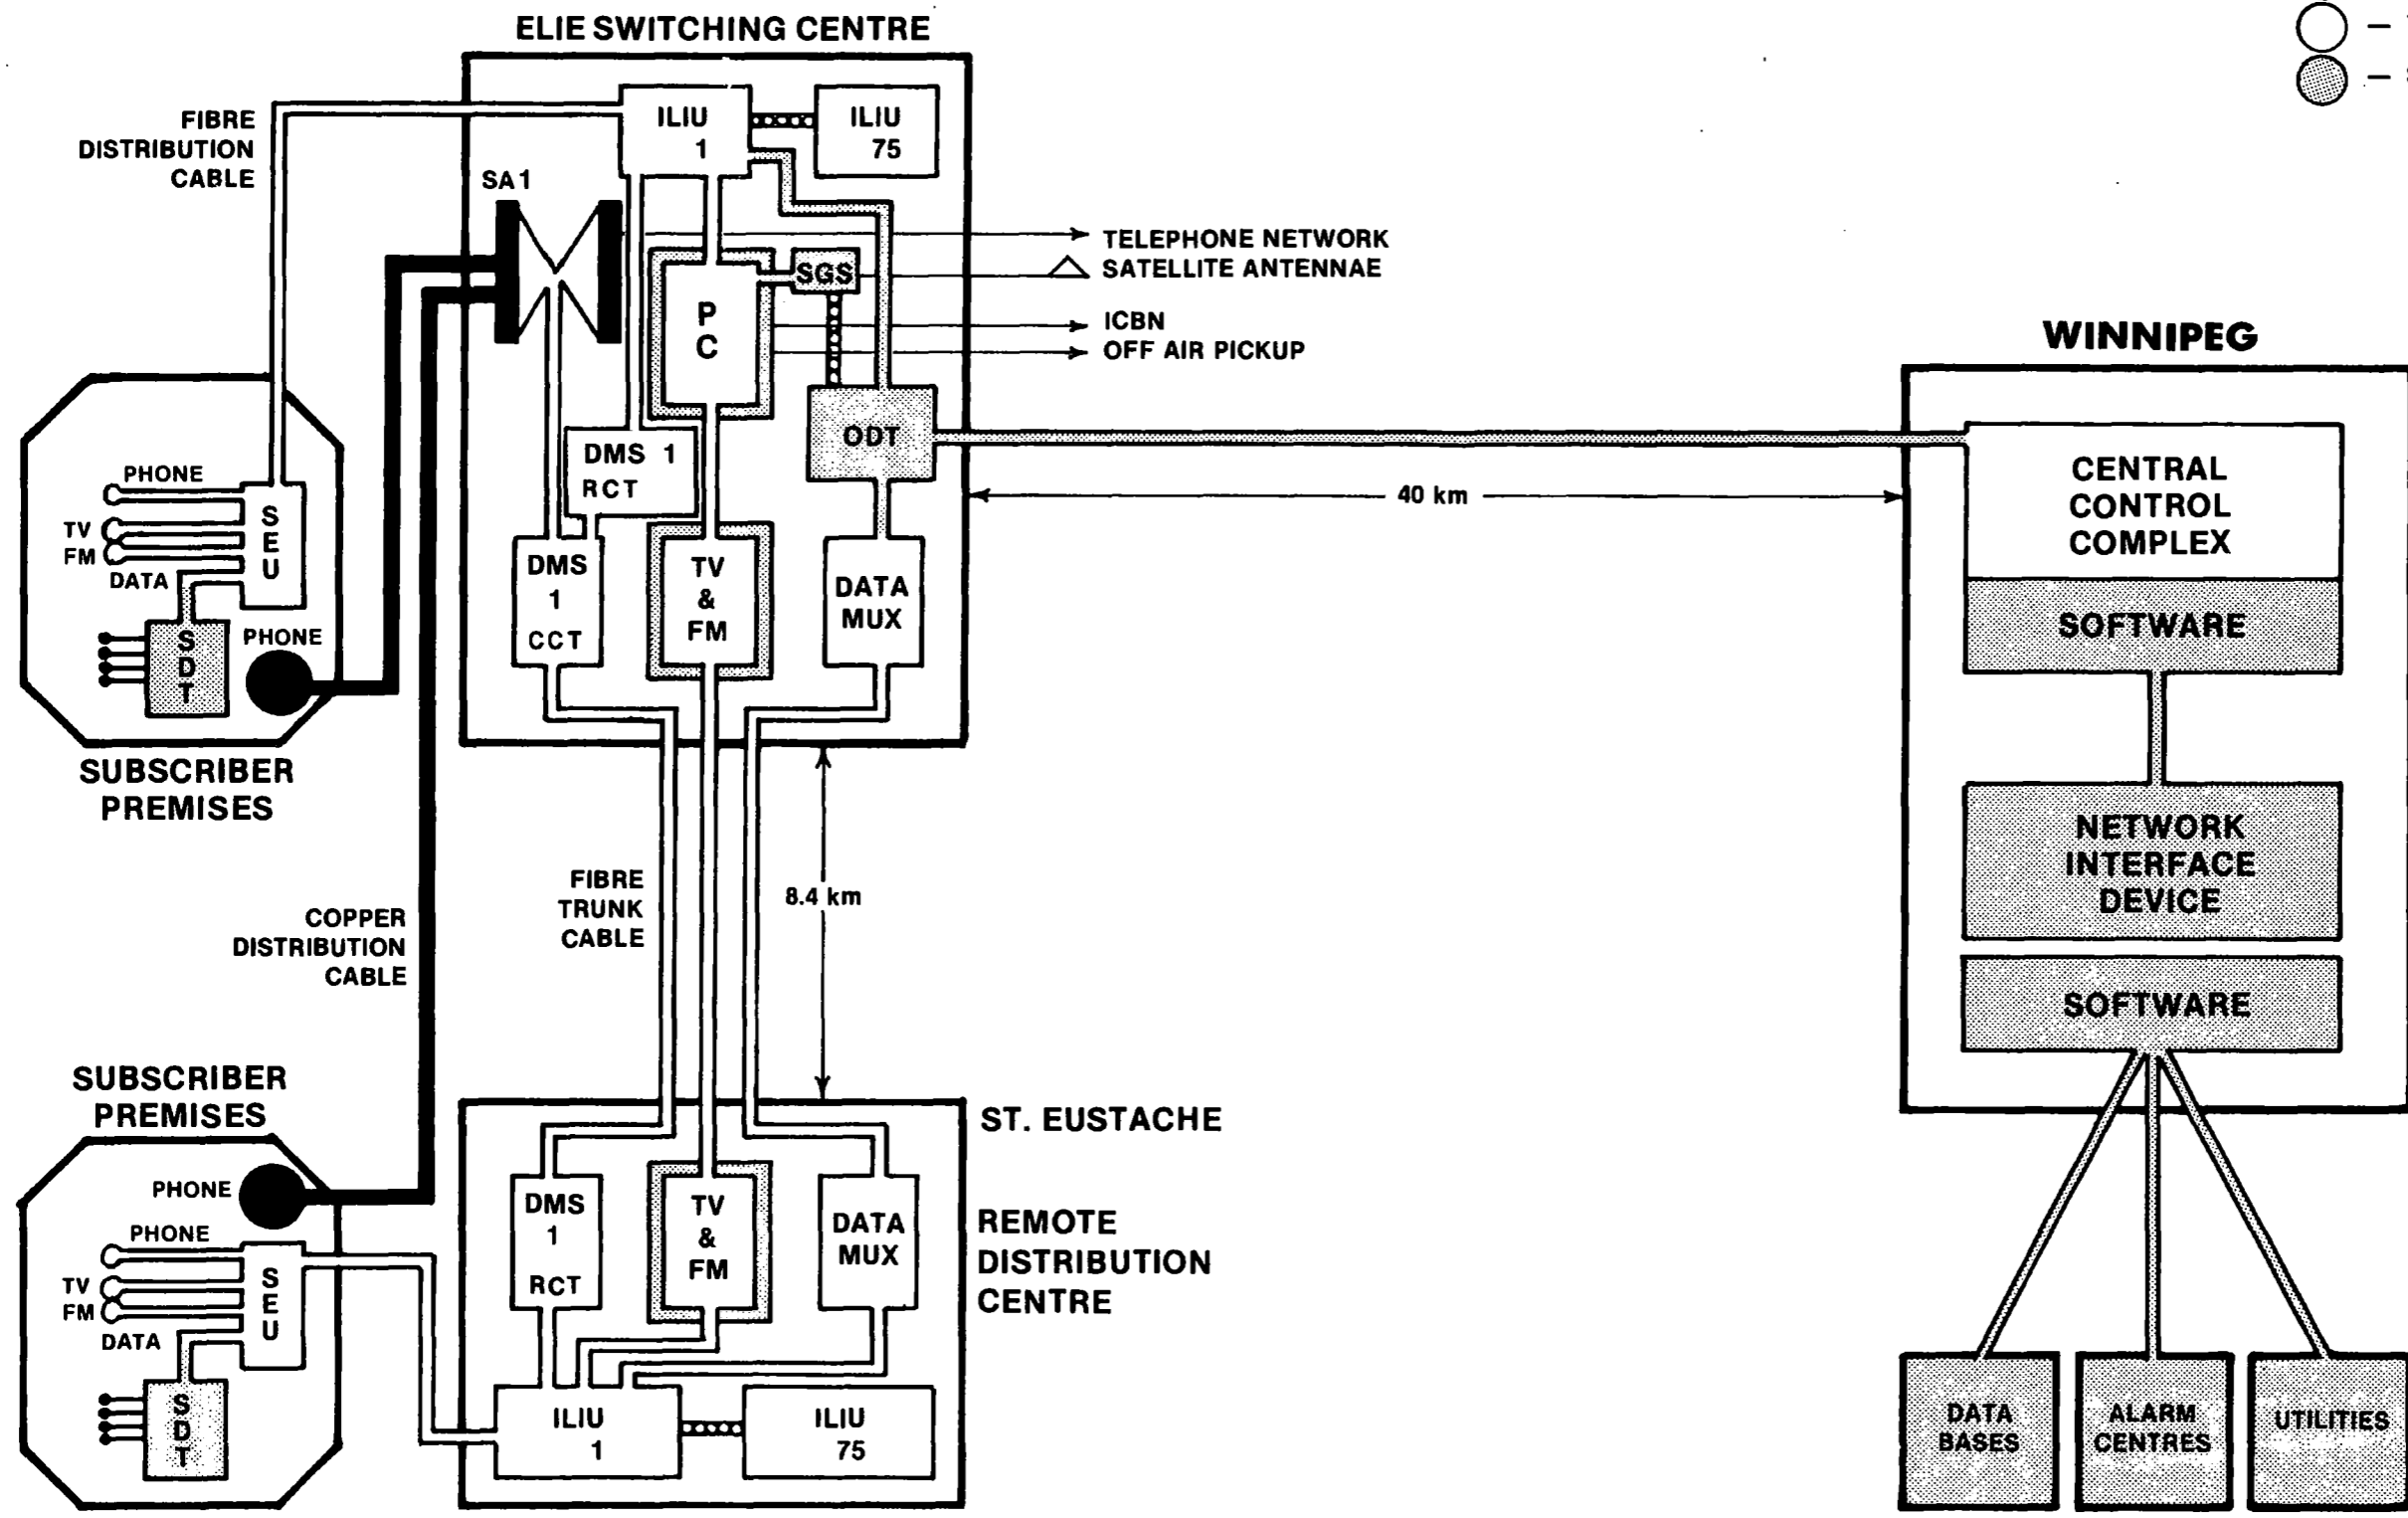 ELIE SWITCHING CENTRE
FIBRE
DISTRIBUTION
CABLE
ILIU
1
ILIU
75
SA1
TELEPHONE NETWORK
SATELLITE ANTENNAE
SGS
P
C
ICBN
OFF AIR PICKUP
ODT
DMS 1
RCT
40 km
DMS
1
CCT
TV
&
FM
DATA
MUX
PHONE
TV
FM
DATA
S
E
U
S
D
T
PHONE
SUBSCRIBER
PREMISES
WINNIPEG
CENTRAL
CONTROL
COMPLEX
SOFTWARE
NETWORK
INTERFACE
DEVICE
SOFTWARE
DATA
BASES
ALARM
CENTRES
UTILITIES
COPPER
DISTRIBUTION
CABLE
FIBRE
TRUNK
CABLE
8.4 km
SUBSCRIBER
PREMISES
PHONE
PHONE
TV
FM
DATA
S
E
U
S
D
T
ST. EUSTACHE
REMOTE
DISTRIBUTION
CENTRE
DMS
1
RCT
TV
&
FM
DATA
MUX
ILIU
1
ILIU
75